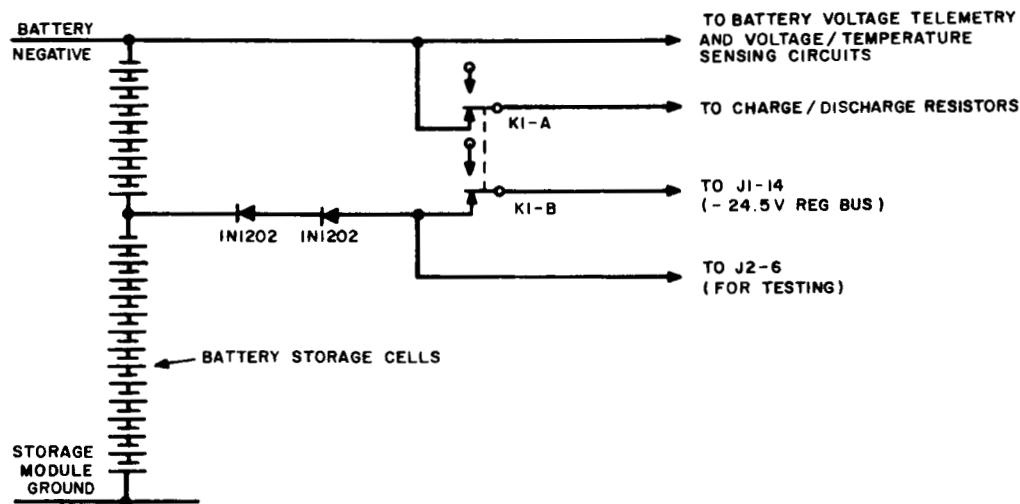 BATTERY
NEGATIVE
TO BATTERY VOLTAGE TELEMETRY
AND VOLTAGE/TEMPERATURE
SENSING CIRCUITS
K1-A
TO CHARGE/DISCHARGE RESISTORS
K1-B
TO J1-14
(-24.5V REG BUS)
1N1202 1N1202
TO J2-6
(FOR TESTING)
BATTERY STORAGE CELLS
STORAGE
MODULE
GROUND